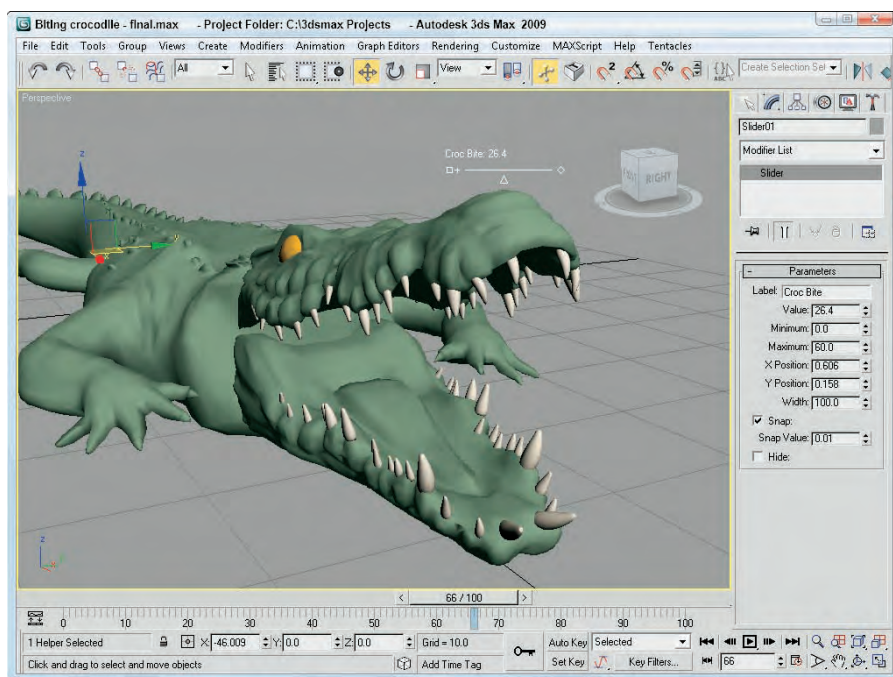 Biting crocodile - final.max - Project Folder: C:\3dsmax Projects - Autodesk 3ds Max 2009
File Edit Tools Group Views Create Modifiers Animation Graph Editors Rendering Customize MAXScript Help Tentacles
All
View
Create Selection Set
Perspective
Croc Bite: 26.4
RIGHT
z
y
x
Slider01
Modifier List
Slider
Parameters
Label: Croc Bite
Value: 26.4
Minimum: 0.0
Maximum: 60.0
X Position: 0.606
Y Position: 0.158
Width: 100.0
Snap:
Snap Value: 0.01
Hide:
z
66 / 100
0 10 20 30 40 50 60 70 80 90 100
1 Helper Selected X: -46.009 Y: 0.0 Z: 0.0 Grid = 10.0 Auto Key Selected
Click and drag to select and move objects Add Time Tag Set Key Key Filters... 66